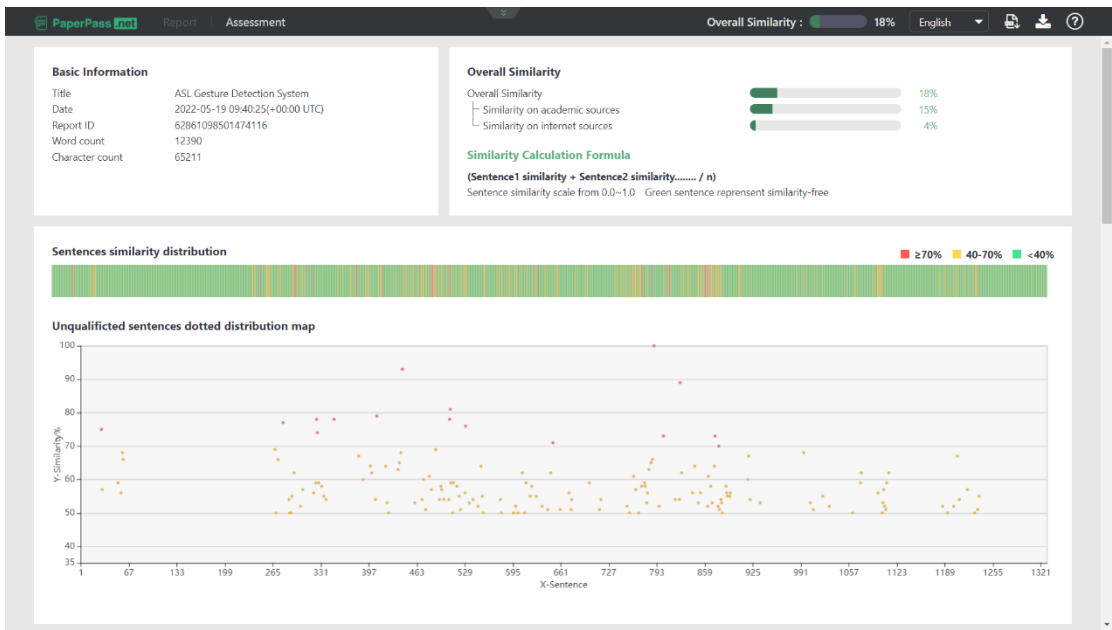 PaperPass.net Report Assessment Overall Similarity : 18% English
Basic Information
Title ASL Gesture Detection System
Date 2022-05-19 09:40:25(+00:00 UTC)
Report ID 62861098501474116
Word count 12390
Character count 65211
Overall Similarity
Overall Similarity 18%
Similarity on academic sources 15%
Similarity on internet sources 4%
Similarity Calculation Formula
(Sentence1 similarity + Sentence2 similarity........ / n)
Sentence similarity scale from 0.0~1.0 Green sentence reprensent similarity-free
Sentences similarity distribution
≥70% 40-70% <40%
Unqualificted sentences dotted distribution map
100
90
80
70
60
50
40
35
Y-Similarity%
1 67 133 199 265 331 397 463 529 595 661 727 793 859 925 991 1057 1123 1189 1255 1321
X-Sentence